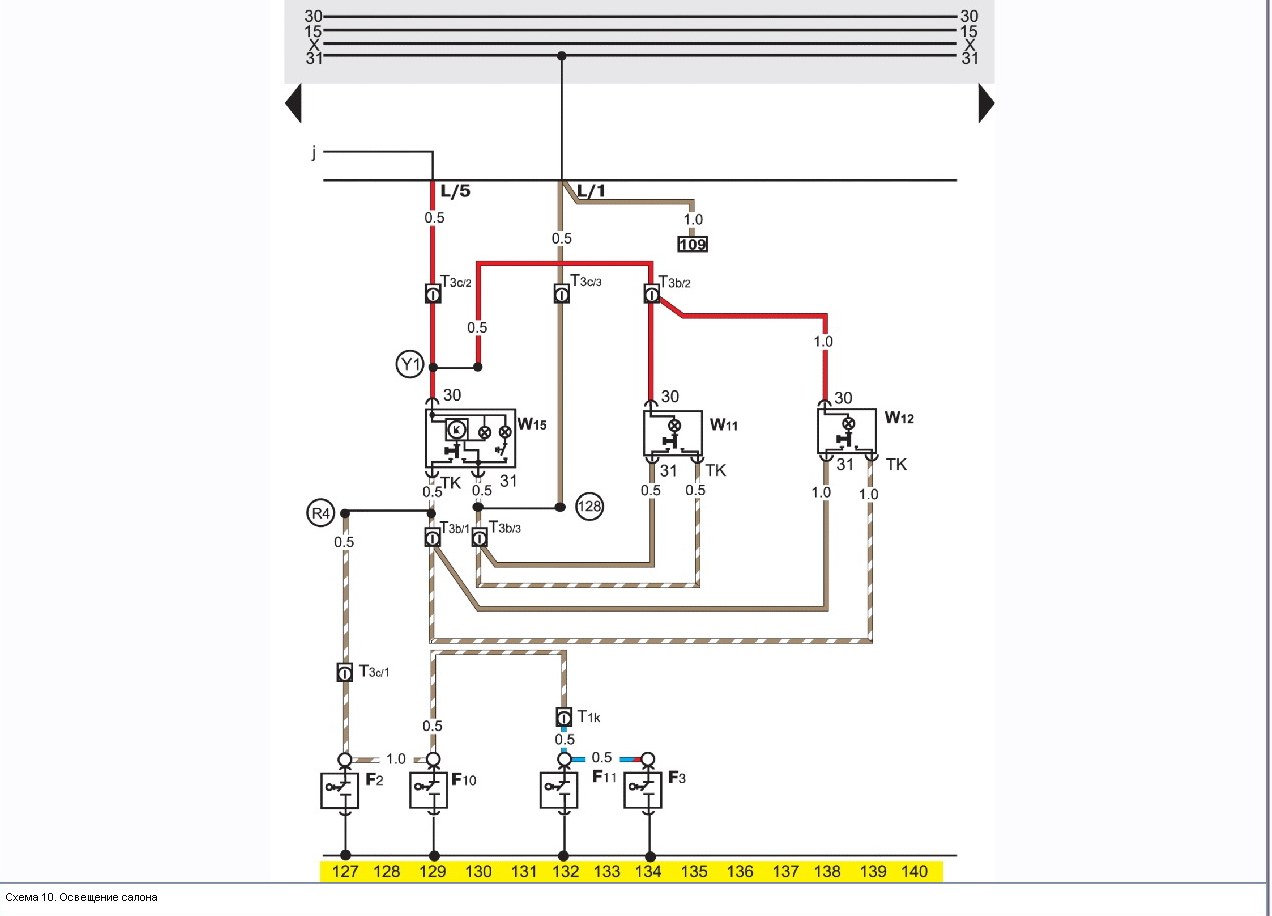 30 30
15 15
X X
31 31
j
L/5 L/1
0.5 1.0
0.5 109
T3c/2 T3c/3 T3b/2
0.5 1.0
Y1
30 30 30
W15 W11 W12
TK 31 31 TK 31 TK
0.5 0.5 0.5 0.5 1.0 1.0
R4 128
T3b/1 T3b/3
0.5
T3c/1
T1k
0.5 0.5
1.0 0.5
F2 F10 F11 F3
127 128 129 130 131 132 133 134 135 136 137 138 139 140
Схема 10. Освещение салона